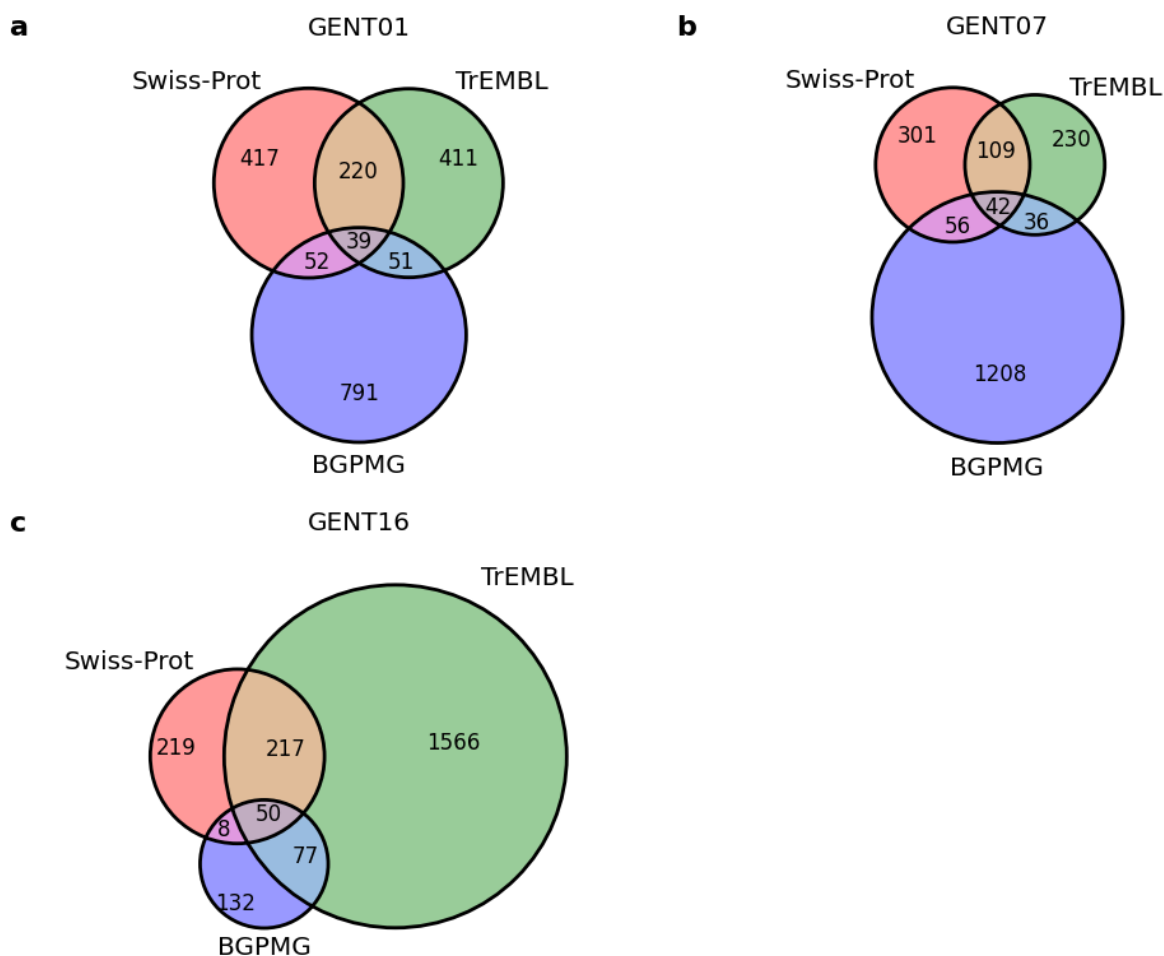 a
GENT01
Swiss-Prot
TrEMBL
417
220
411
39
52
51
791
BGPMG
b
GENT07
Swiss-Prot
TrEMBL
301
109
230
42
56
36
1208
BGPMG
c
GENT16
TrEMBL
Swiss-Prot
219
217
1566
50
8
77
132
BGPMG